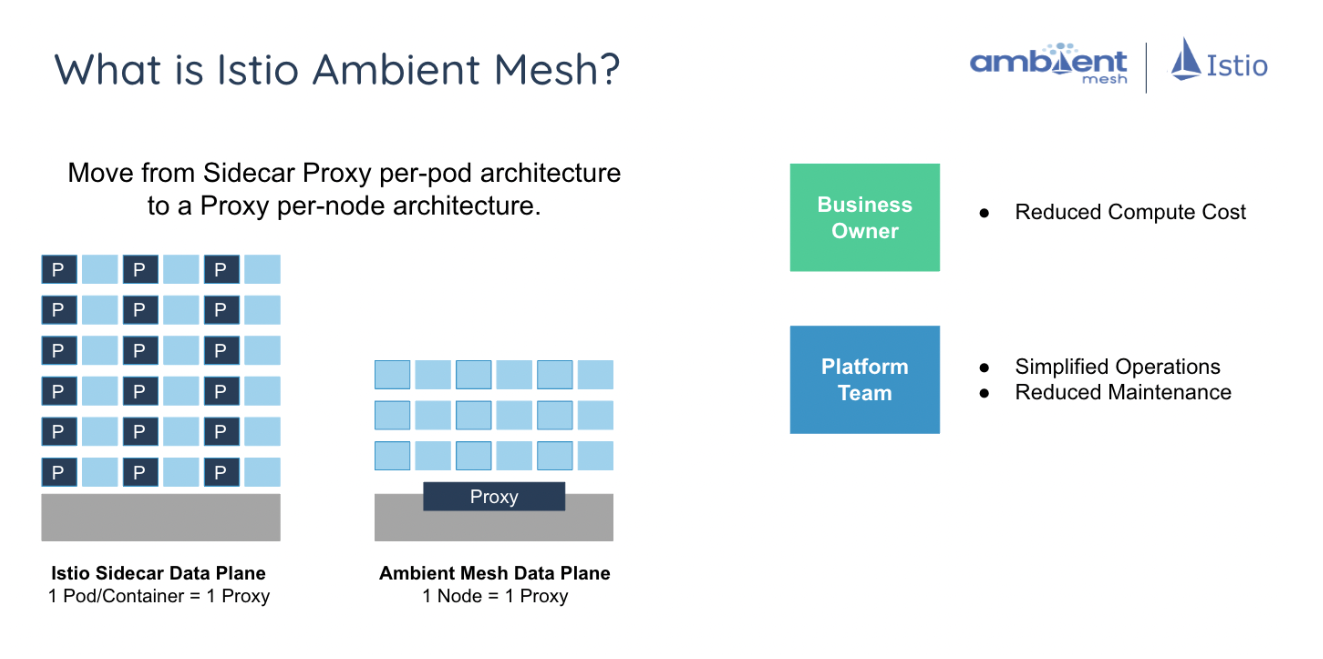 What is Istio Ambient Mesh?
ambient
mesh
Istio
Move from Sidecar Proxy per-pod architecture
to a Proxy per-node architecture.
P P P
P P P
P P P
P P P
P P P
P P P
Proxy
Istio Sidecar Data Plane
1 Pod/Container = 1 Proxy
Ambient Mesh Data Plane
1 Node = 1 Proxy
Business
Owner
● Reduced Compute Cost
Platform
Team
● Simplified Operations
● Reduced Maintenance